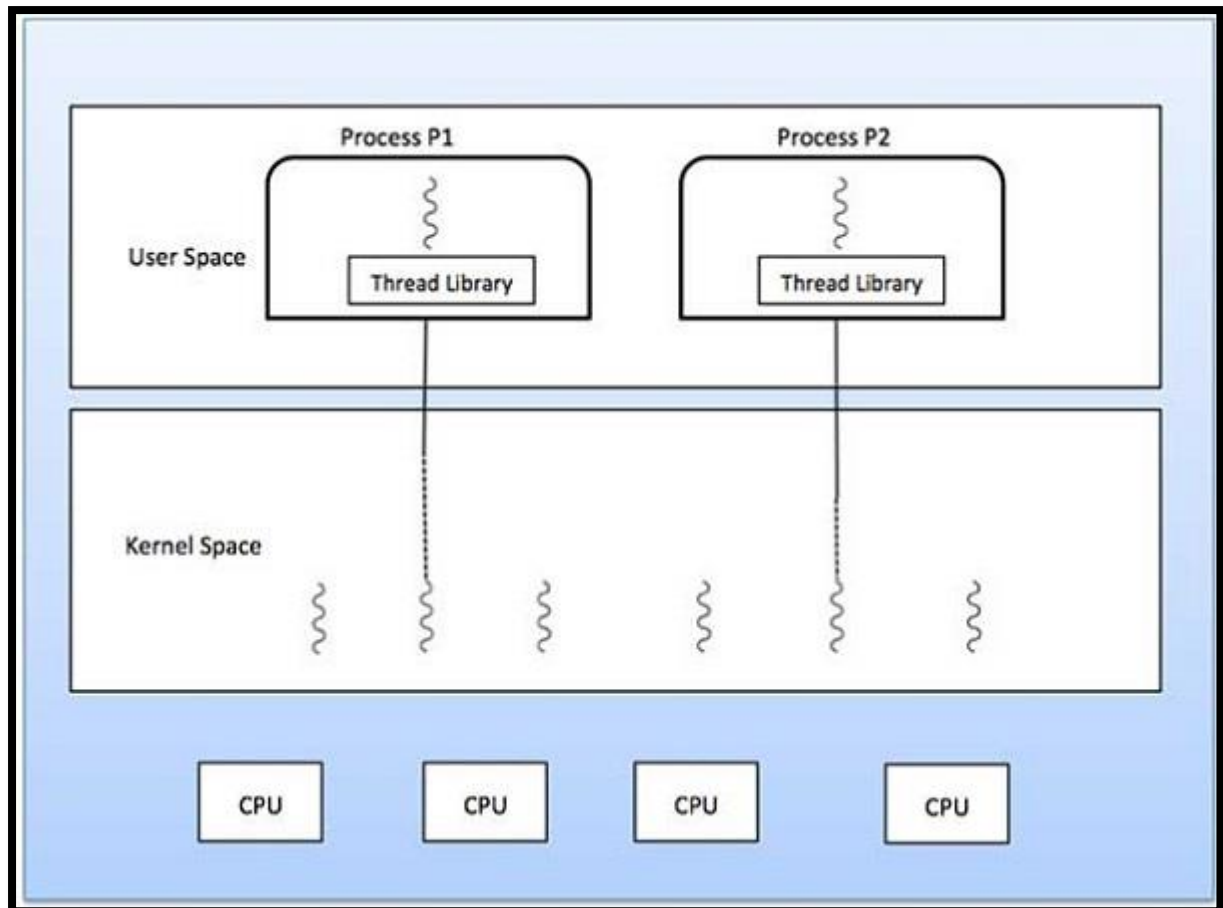 Process P1
Process P2
User Space
Thread Library
Thread Library
Kernel Space
CPU
CPU
CPU
CPU